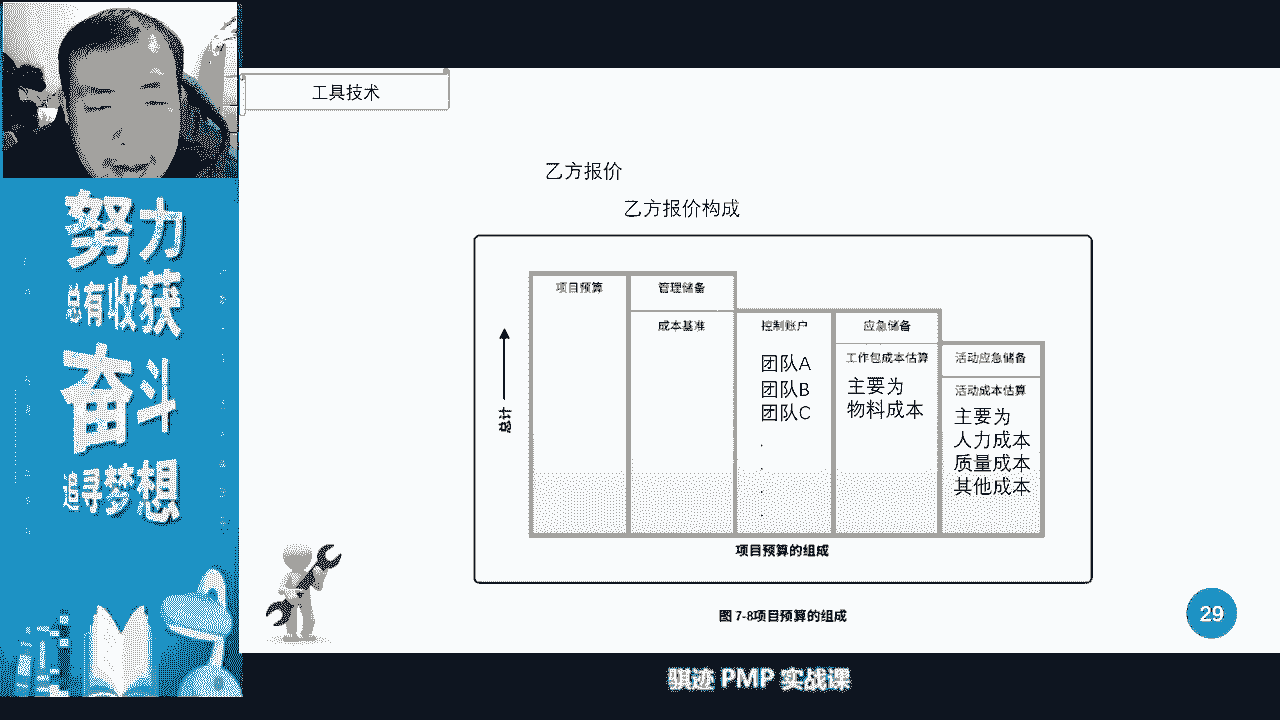 工具技术
乙方报价
乙方报价构成
项目预算
管理储备
成本基准
控制账户
团队A
团队B
团队C
.
.
.
.
应急储备
工作包成本估算
主要为
物料成本
活动应急储备
活动成本估算
主要为
人力成本
质量成本
其他成本
总计
项目预算的组成
图 7-8项目预算的组成
29
努力
总有收获
奋斗
追寻梦想
骐迹 PMP 实战课